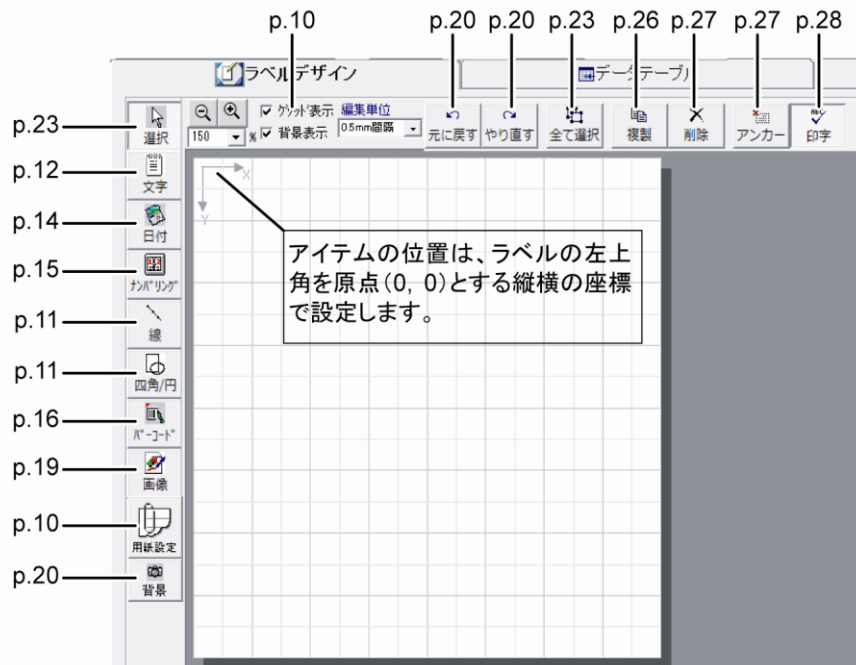 p.10
p.20 p.20 p.23 p.26 p.27 p.27 p.28
ラベルデザイン
データテーブル
p.23
選択
150 %
グリッド表示
背景表示
編集単位
0.5mm間隔
元に戻す
やり直す
全て選択
複製
削除
アンカー
印字
p.12
文字
p.14
日付
p.15
ナンバリング
p.11
線
p.11
四角/円
p.16
バーコード
p.19
画像
p.10
用紙設定
p.20
背景
X
Y
アイテムの位置は、ラベルの左上
角を原点(0, 0)とする縦横の座標
で設定します。